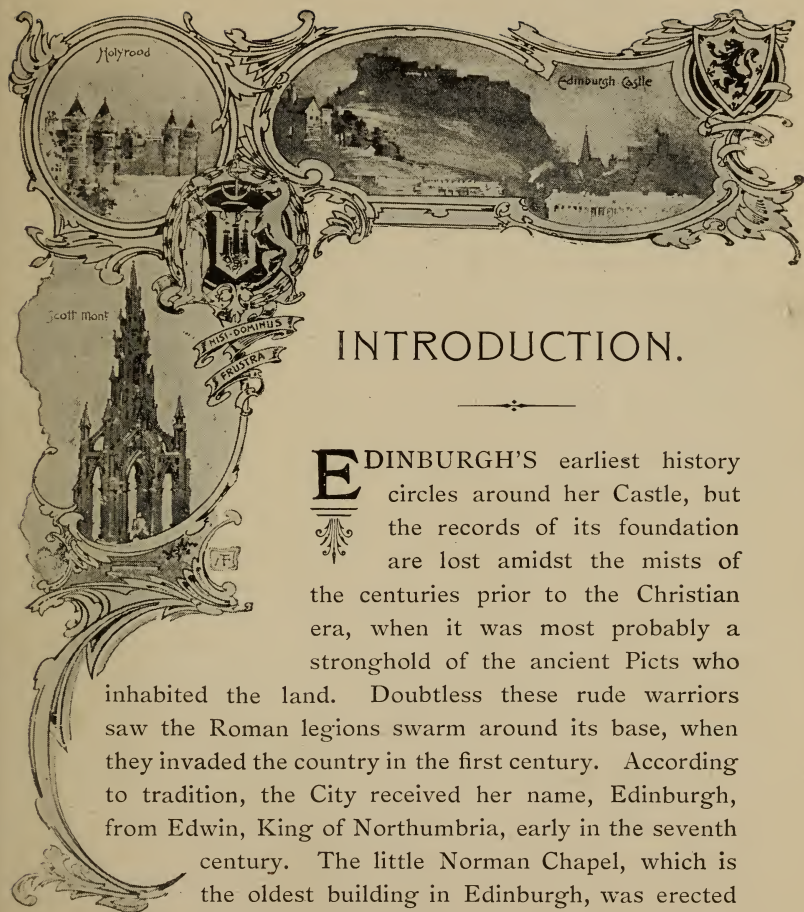 Holyrood
Edinburgh Castle
Scott Mont
NISI·DOMINUS
FRUSTRA
INTRODUCTION.
EDINBURGH'S earliest history
circles around her Castle, but
the records of its foundation
are lost amidst the mists of
the centuries prior to the Christian
era, when it was most probably a
stronghold of the ancient Picts who
inhabited the land. Doubtless these rude warriors
saw the Roman legions swarm around its base, when
they invaded the country in the first century. According
to tradition, the City received her name, Edinburgh,
from Edwin, King of Northumbria, early in the seventh
century. The little Norman Chapel, which is
the oldest building in Edinburgh, was erected